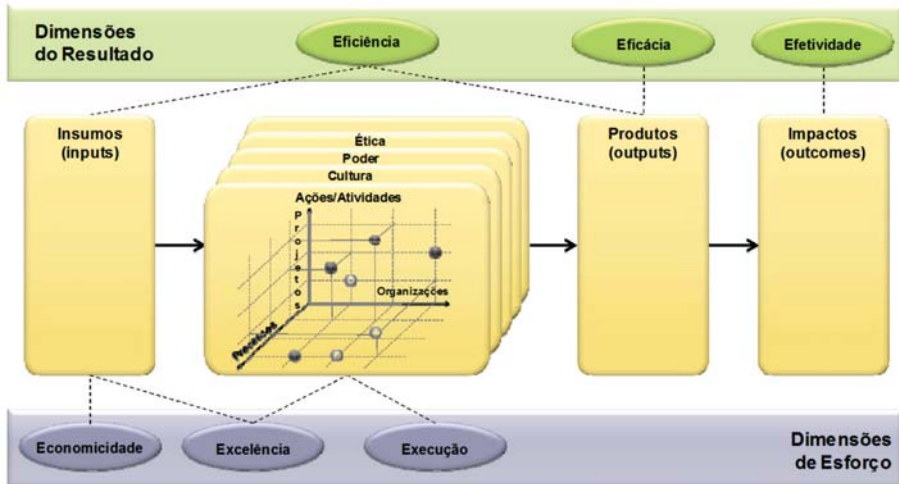 Dimensões
do Resultado
Eficiência
Eficácia
Efetividade
Insumos
(inputs)
Ética
Poder
Cultura
Ações/Atividades
Projetos
Organizações
Processos
Produtos
(outputs)
Impactos
(outcomes)
Economicidade
Excelência
Execução
Dimensões
de Esforço